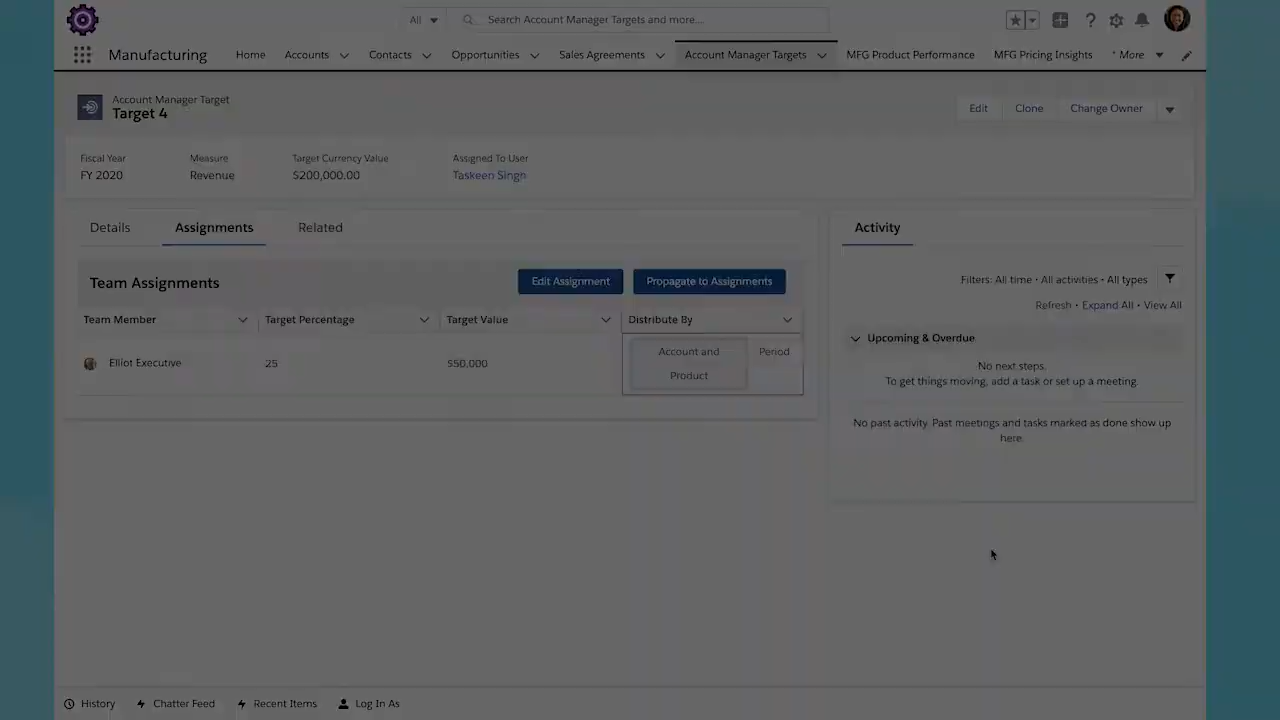 All
Search Account Manager Targets and more...
Manufacturing
Home
Accounts
Contacts
Opportunities
Sales Agreements
Account Manager Targets
MFG Product Performance
MFG Pricing Insights
* More
Account Manager Target
Target 4
Edit
Clone
Change Owner
Fiscal Year
Measure
Target Currency Value
Assigned To User
FY 2020
Revenue
$200,000.00
Taskeen Singh
Details
Assignments
Related
Activity
Team Assignments
Edit Assignment
Propagate to Assignments
Filters: All time • All activities • All types
Refresh • Expand All • View All
Team Member
Target Percentage
Target Value
Distribute By
Elliot Executive
25
$50,000
Account and
Product
Period
Upcoming & Overdue
No next steps.
To get things moving, add a task or set up a meeting.
No past activity. Past meetings and tasks marked as done show up
here.
History
Chatter Feed
Recent Items
Log In As